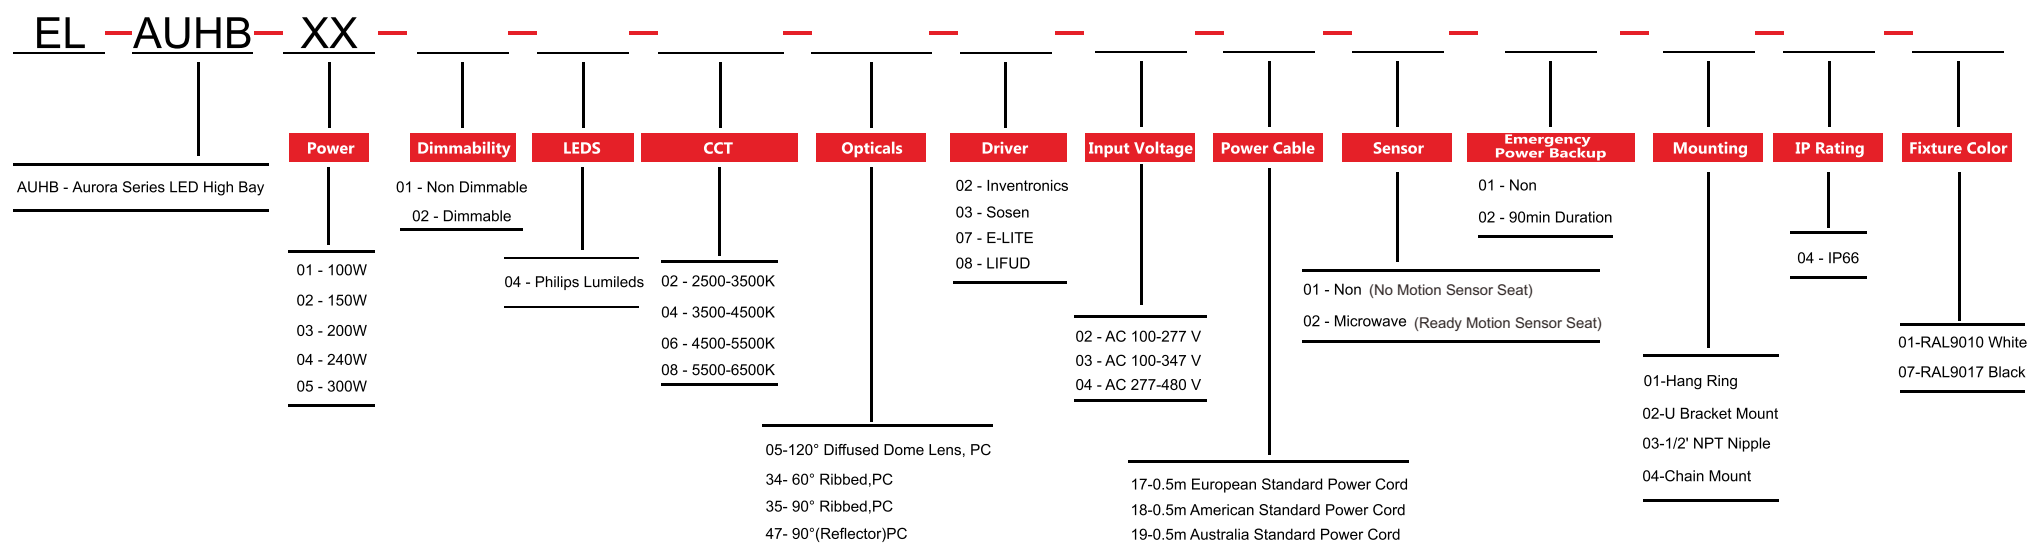 EL AUHB XX
AUHB - Aurora Series LED High Bay
Power
01 - 100W
02 - 150W
03 - 200W
04 - 240W
05 - 300W
Dimmability
01 - Non Dimmable
02 - Dimmable
LEDS
04 - Philips Lumileds
CCT
02 - 2500-3500K
04 - 3500-4500K
06 - 4500-5500K
08 - 5500-6500K
Opticals
05-120° Diffused Dome Lens, PC
34- 60° Ribbed,PC
35- 90° Ribbed,PC
47- 90°(Reflector)PC
Driver
02 - Inventronics
03 - Sosen
07 - E-LITE
08 - LIFUD
Input Voltage
02 - AC 100-277 V
03 - AC 100-347 V
04 - AC 277-480 V
Power Cable
17-0.5m European Standard Power Cord
18-0.5m American Standard Power Cord
19-0.5m Australia Standard Power Cord
Sensor
01 - Non (No Motion Sensor Seat)
02 - Microwave (Ready Motion Sensor Seat)
Emergency
Power Backup
01 - Non
02 - 90min Duration
Mounting
01-Hang Ring
02-U Bracket Mount
03-1/2' NPT Nipple
04-Chain Mount
IP Rating
04 - IP66
Fixture Color
01-RAL9010 White
07-RAL9017 Black